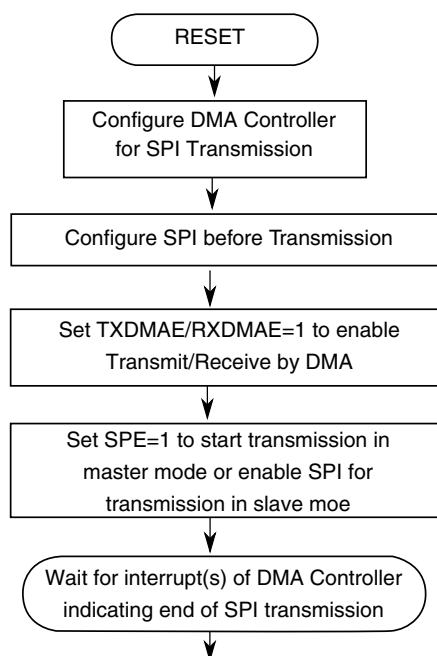 RESET
Configure DMA Controller
for SPI Transmission
Configure SPI before Transmission
Set TXDMAE/RXDMAE=1 to enable
Transmit/Receive by DMA
Set SPE=1 to start transmission in
master mode or enable SPI for
transmission in slave moe
Wait for interrupt(s) of DMA Controller
indicating end of SPI transmission